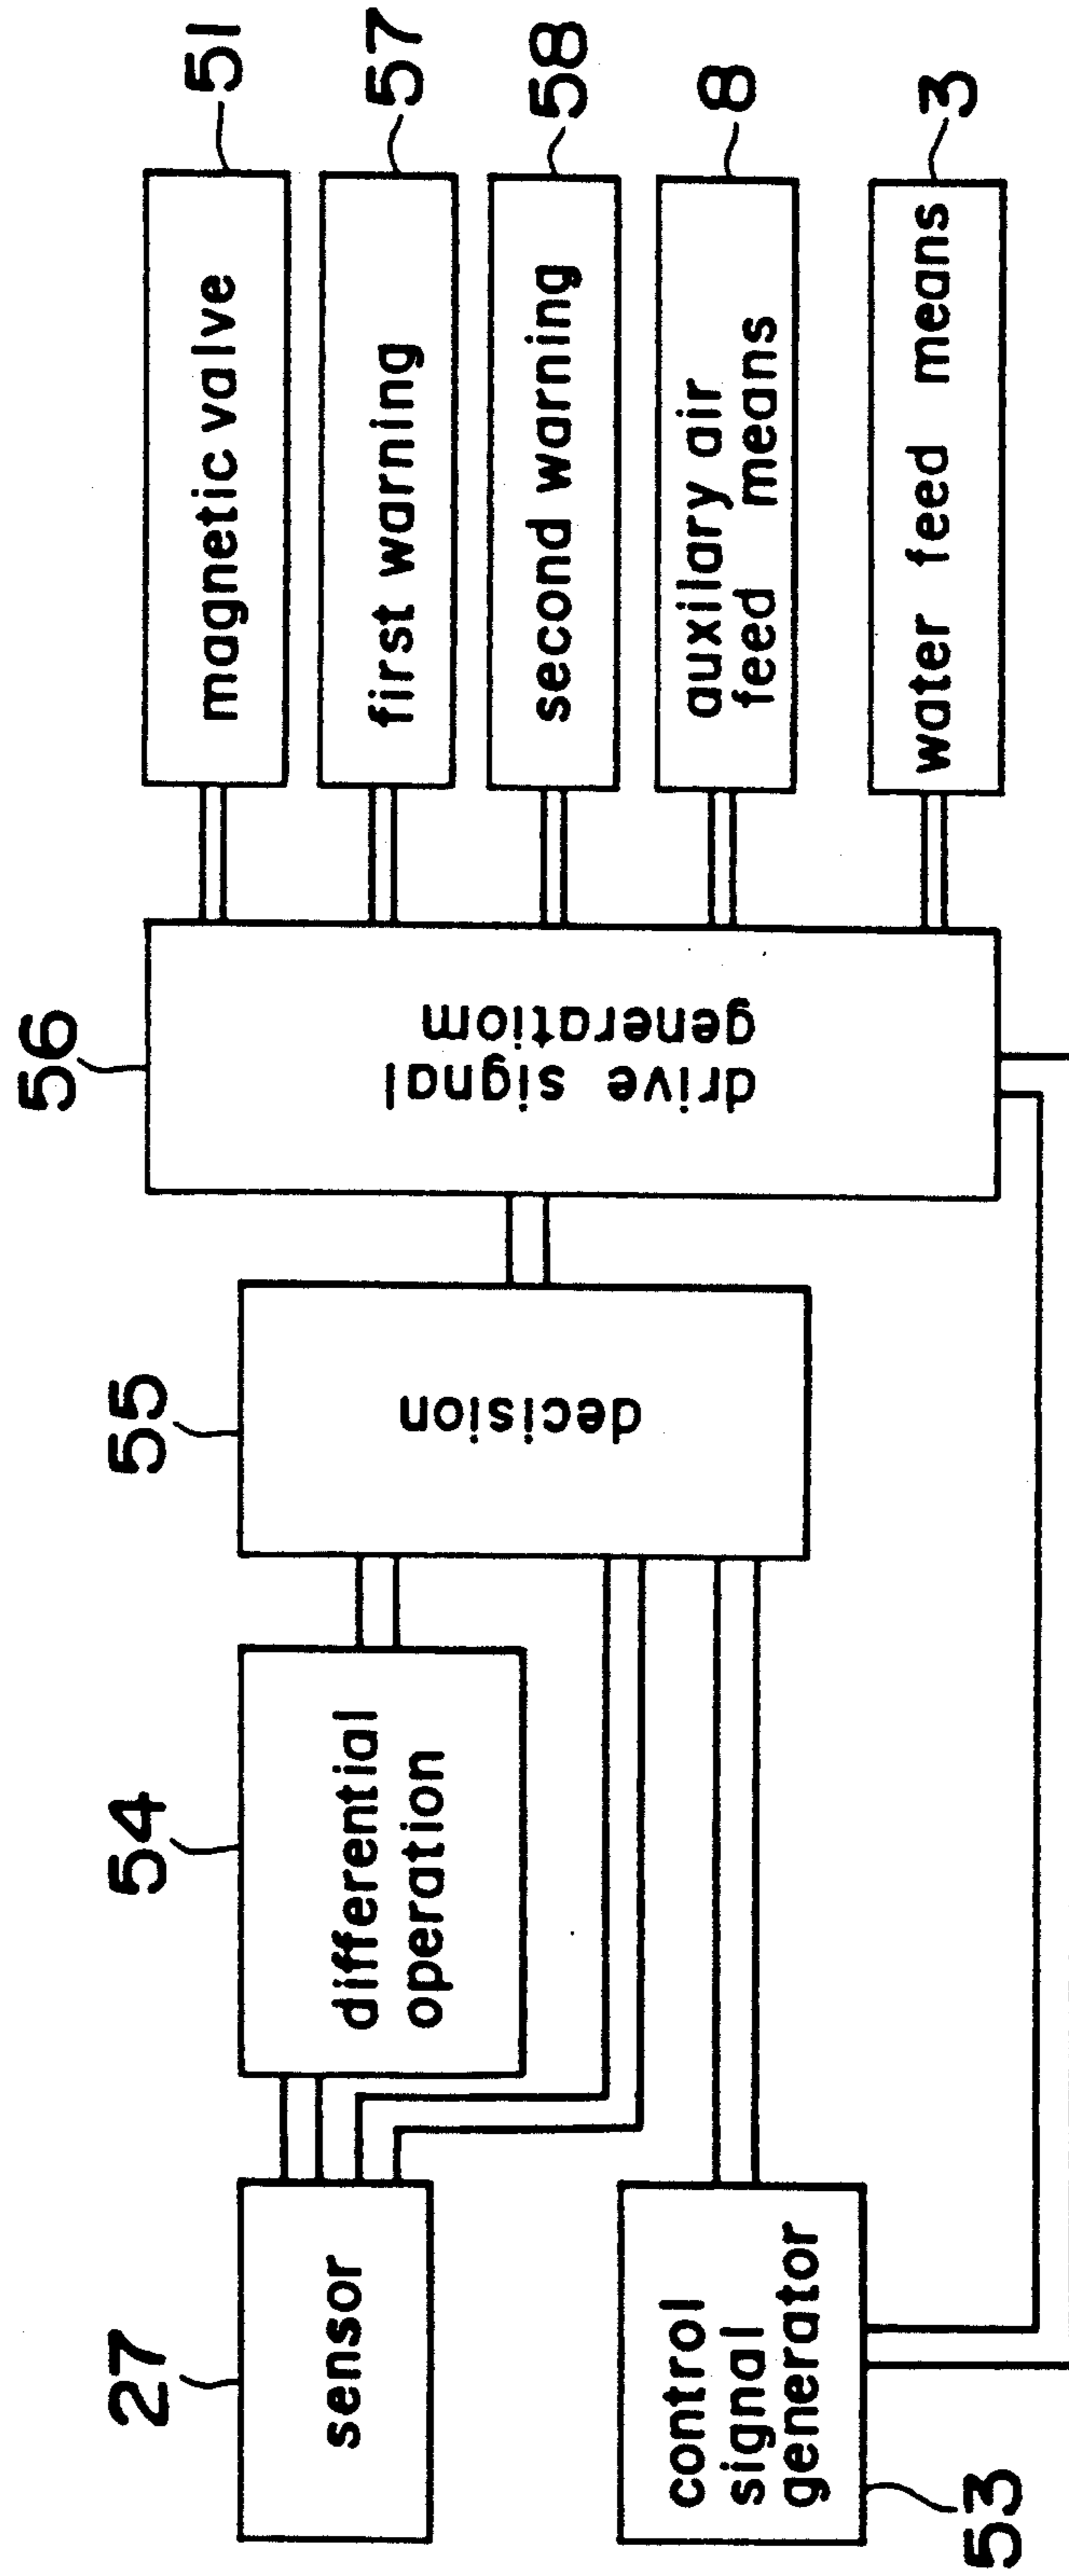 27
sensor
53
control
signal
generator
54
differential
operation
55
decision
56
drive signal
generatiom
magnetic valve
51
first warning
57
second warning
58
auxilary air
feed means
8
water feed means
3